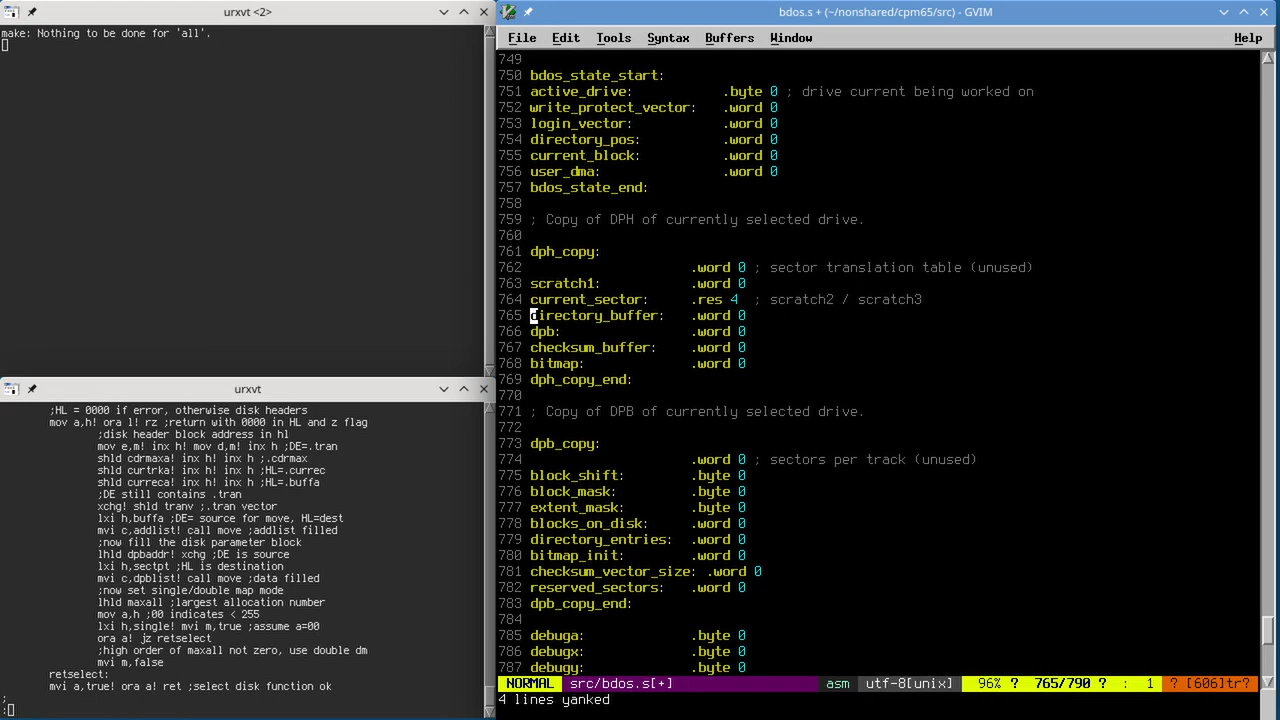 urxvt <2>
make: Nothing to be done for 'all'.
urxvt
;HL = 0000 if error, otherwise disk headers
mov a,h! ora l! rz ;return with 0000 in HL and z flag
;disk header block address in hl
mov e,m! inx h! mov d,m! inx h ;DE=.tran
shld cdrmaxa! inx h! inx h ;.cdrmax
shld curtrka! inx h! inx h ;HL=.currec
shld curreca! inx h! inx h ;HL=.buffa
;DE still contains .tran
xchg! shld tranv ;.tran vector
lxi h,buffa ;DE= source for move, HL=dest
mvi c,addlist! call move ;addlist filled
;now fill the disk parameter block
lhld dpbaddr! xchg ;DE is source
lxi h,sectpt ;HL is destination
mvi c,dpblist! call move ;data filled
;now set single/double map mode
lhld maxall ;largest allocation number
mov a,h ;00 indicates < 255
lxi h,single! mvi m,true ;assume a=00
ora a! jz retselect
;high order of maxall not zero, use double dm
mvi m,false
retselect:
mvi a,true! ora a! ret ;select disk function ok
;
:
bdos.s + (~/nonshared/cpm65/src) - GVIM
File Edit Tools Syntax Buffers Window Help
749
750 bdos_state_start:
751 active_drive: .byte 0 ; drive current being worked on
752 write_protect_vector: .word 0
753 login_vector: .word 0
754 directory_pos: .word 0
755 current_block: .word 0
756 user_dma: .word 0
757 bdos_state_end:
758
759 ; Copy of DPH of currently selected drive.
760
761 dph_copy:
762 .word 0 ; sector translation table (unused)
763 scratch1: .word 0
764 current_sector: .res 4 ; scratch2 / scratch3
765 directory_buffer: .word 0
766 dpb: .word 0
767 checksum_buffer: .word 0
768 bitmap: .word 0
769 dph_copy_end:
770
771 ; Copy of DPB of currently selected drive.
772
773 dpb_copy:
774 .word 0 ; sectors per track (unused)
775 block_shift: .byte 0
776 block_mask: .byte 0
777 extent_mask: .byte 0
778 blocks_on_disk: .word 0
779 directory_entries: .word 0
780 bitmap_init: .word 0
781 checksum_vector_size: .word 0
782 reserved_sectors: .word 0
783 dpb_copy_end:
784
785 debuga: .byte 0
786 debugx: .byte 0
787 debugy: .byte 0
NORMAL src/bdos.s[+] asm utf-8[unix] 96% ? 765/790 ? : 1 ? [606]tr?
4 lines yanked